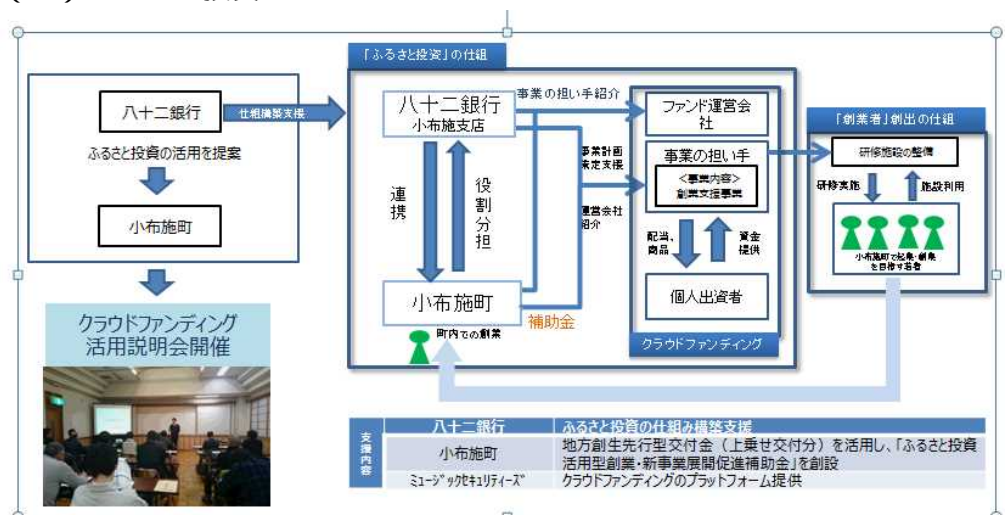 「ふるさと投資」の仕組
八十二銀行
仕組構築支援
ふるさと投資の活用を提案
小布施町
クラウドファンディング
活用説明会開催
八十二銀行
小布施支店
事業の担い手紹介
連携
役割分担
小布施町
町内での創業
補助金
事業計画
策定支援
運営会社
紹介
ファンド運営会
社
事業の担い手
<事業内容>
創業支援事業
配当、
商品
資金
提供
個人出資者
クラウドファンディング
「創業者」創出の仕組
研修施設の整備
研修実施
施設利用
小布施町で起業・創業
を目指す若者
支援内容
八十二銀行 ふるさと投資の仕組み構築支援
小布施町 地方創生先行型交付金（上乗せ交付分）を活用し、「ふるさと投資
活用型創業・新事業展開促進補助金」を創設
ﾐｭｰｼﾞｯｸｾｷｭﾘﾃｨｰｽﾞ クラウドファンディングのプラットフォーム提供